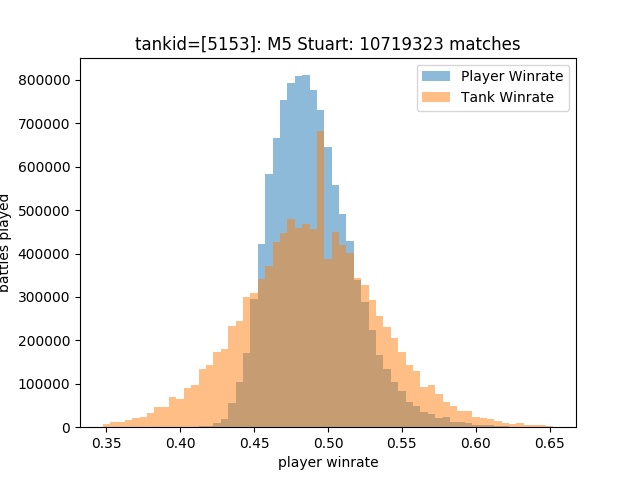 tankid=[5153]: M5 Stuart: 10719323 matches
Player Winrate
Tank Winrate
800000
700000
600000
500000
400000
300000
200000
100000
0
battles played
0.35 0.40 0.45 0.50 0.55 0.60 0.65
player winrate